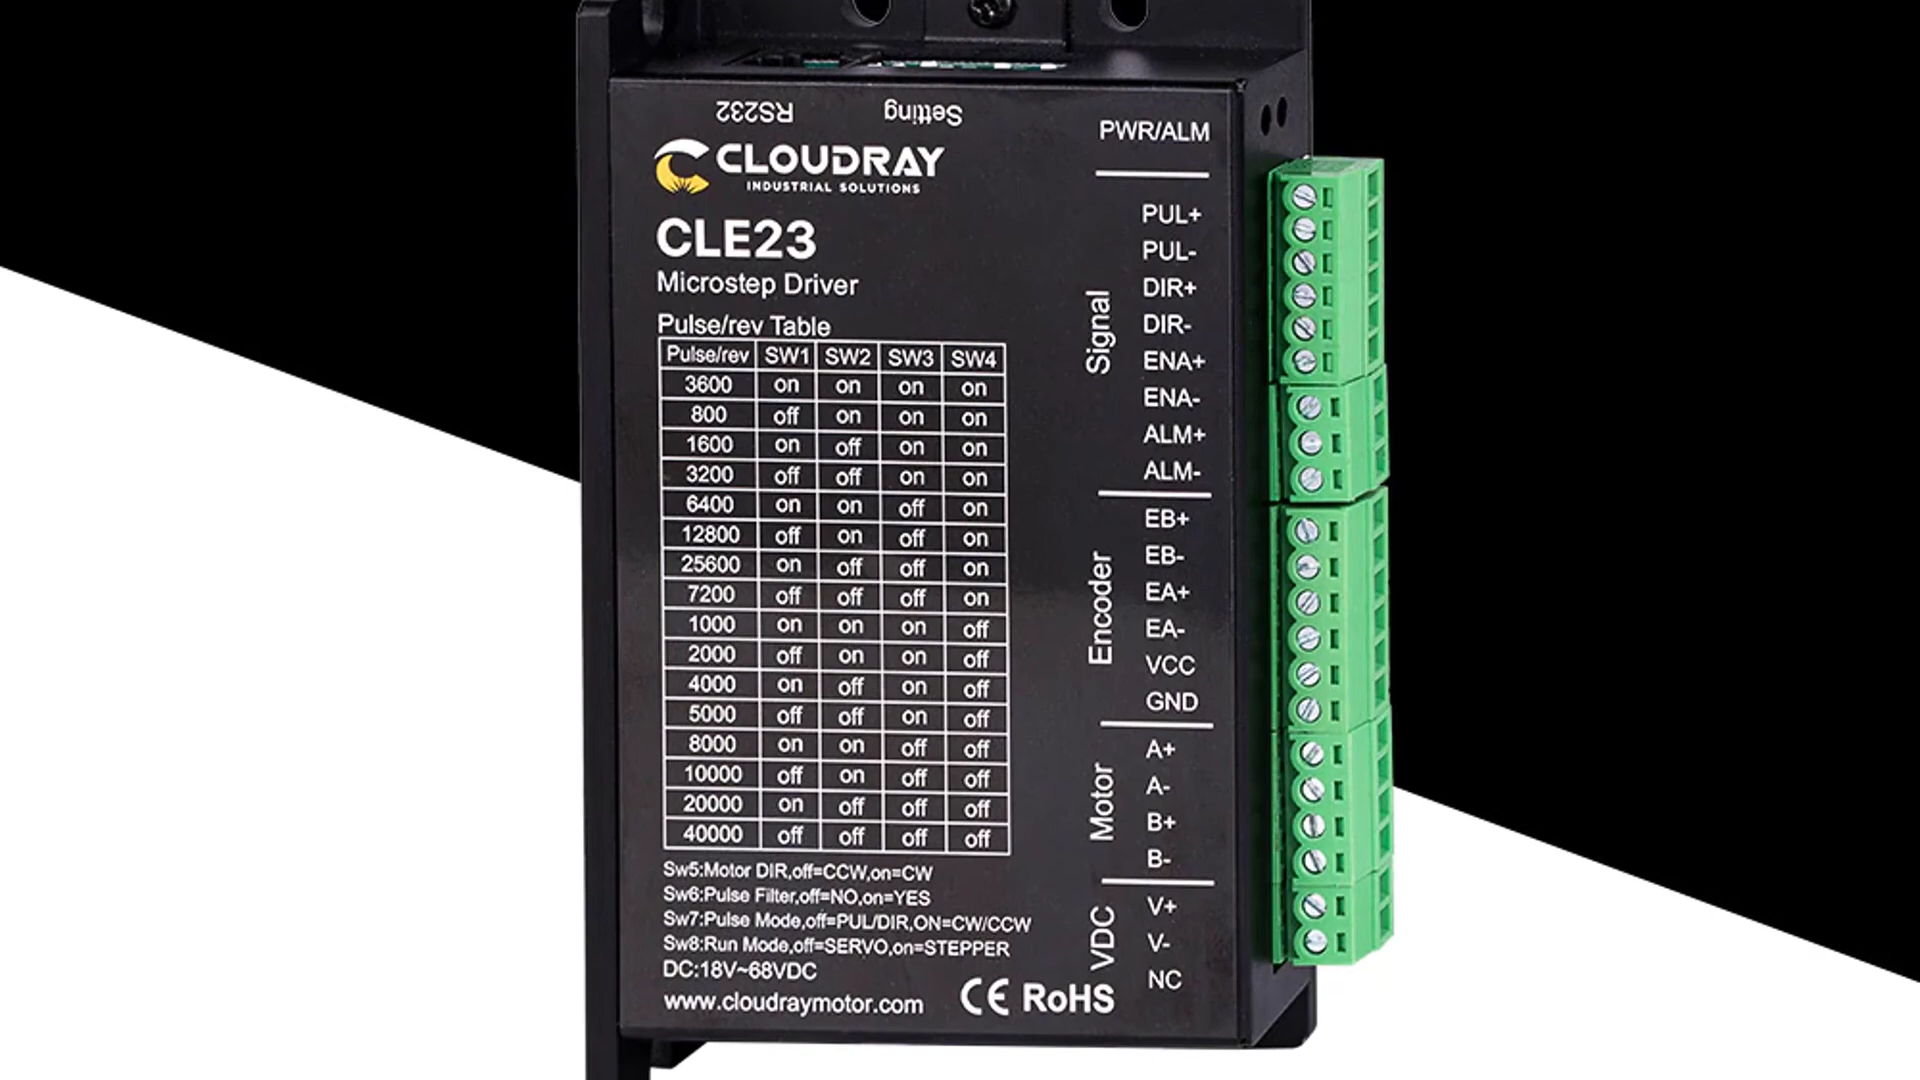 RS232 Setting
CLOUDRAY
INDUSTRIAL SOLUTIONS
CLE23
Microstep Driver
Pulse/rev Table
Pulse/rev SW1 SW2 SW3 SW4
3600 on on on on
800 off on on on
1600 on off on on
3200 off off on on
6400 on on off on
12800 off on off on
25600 on off off on
7200 off off off on
1000 on on on off
2000 off on on off
4000 on off on off
5000 off off on off
8000 on on off off
10000 off on off off
20000 on off off off
40000 off off off off
Sw5:Motor DIR,off=CCW,on=CW
Sw6:Pulse Filter,off=NO,on=YES
Sw7:Pulse Mode,off=PUL/DIR,ON=CW/CCW
Sw8:Run Mode,off=SERVO,on=STEPPER
DC:18V~68VDC
www.cloudraymotor.com
CE RoHS
PWR/ALM
Signal
PUL+
PUL-
DIR+
DIR-
ENA+
ENA-
ALM+
ALM-
Encoder
EB+
EB-
EA+
EA-
VCC
GND
Motor
A+
A-
B+
B-
VDC
V+
V-
NC